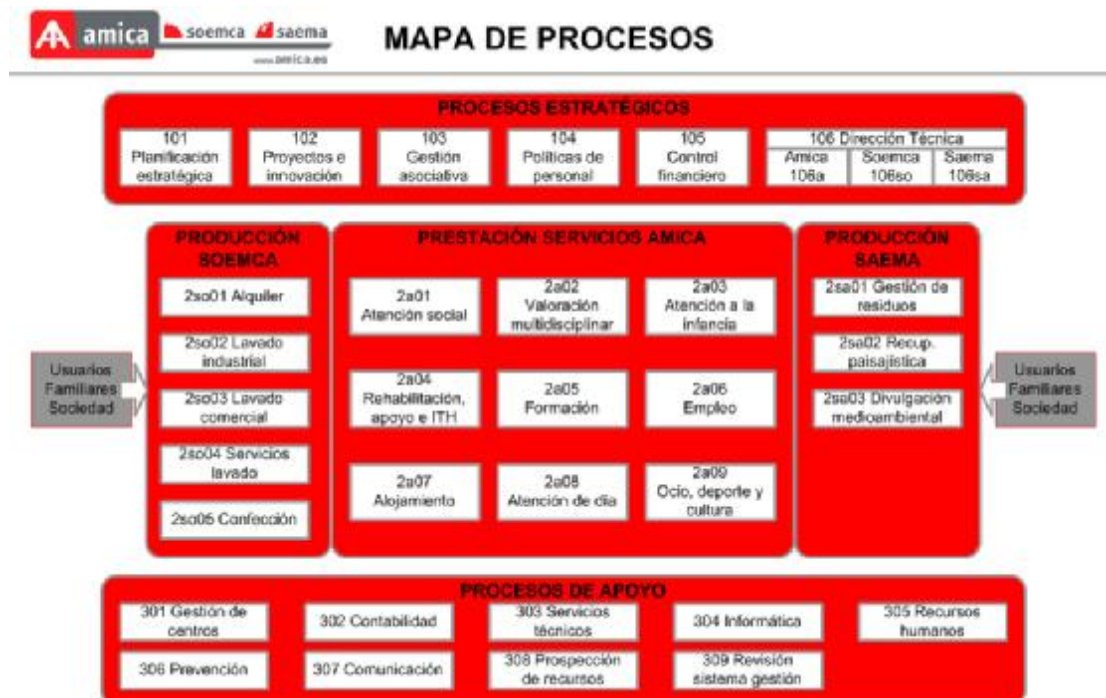 amica soemca saema
www.amica.es
MAPA DE PROCESOS
PROCESOS ESTRATÉGICOS
101
Planificación
estratégica
102
Proyectos e
innovación
103
Gestión
asociativa
104
Políticas de
personal
105
Control
financiero
106 Dirección Técnica
Amica
106a
Soemca
106so
Saema
106sa
Usuarios
Familiares
Sociedad
PRODUCCIÓN
SOEMCA
2so01 Alquiler
2so02 Lavado
industrial
2so03 Lavado
comercial
2so04 Servicios
lavado
2so05 Confección
PRESTACIÓN SERVICIOS AMICA
2a01
Atención social
2a02
Valoración
multidisciplinar
2a03
Atención a la
infancia
2a04
Rehabilitación,
apoyo e ITH
2a05
Formación
2a06
Empleo
2a07
Alojamiento
2a08
Atención de día
2a09
Ocio, deporte y
cultura
PRODUCCIÓN
SAEMA
2sa01 Gestión de
residuos
2sa02 Recup.
paisajística
2sa03 Divulgación
medioambiental
Usuarios
Familiares
Sociedad
PROCESOS DE APOYO
301 Gestión de
centros
302 Contabilidad
303 Servicios
técnicos
304 Informática
305 Recursos
humanos
306 Prevención
307 Comunicación
308 Prospección
de recursos
309 Revisión
sistema gestión